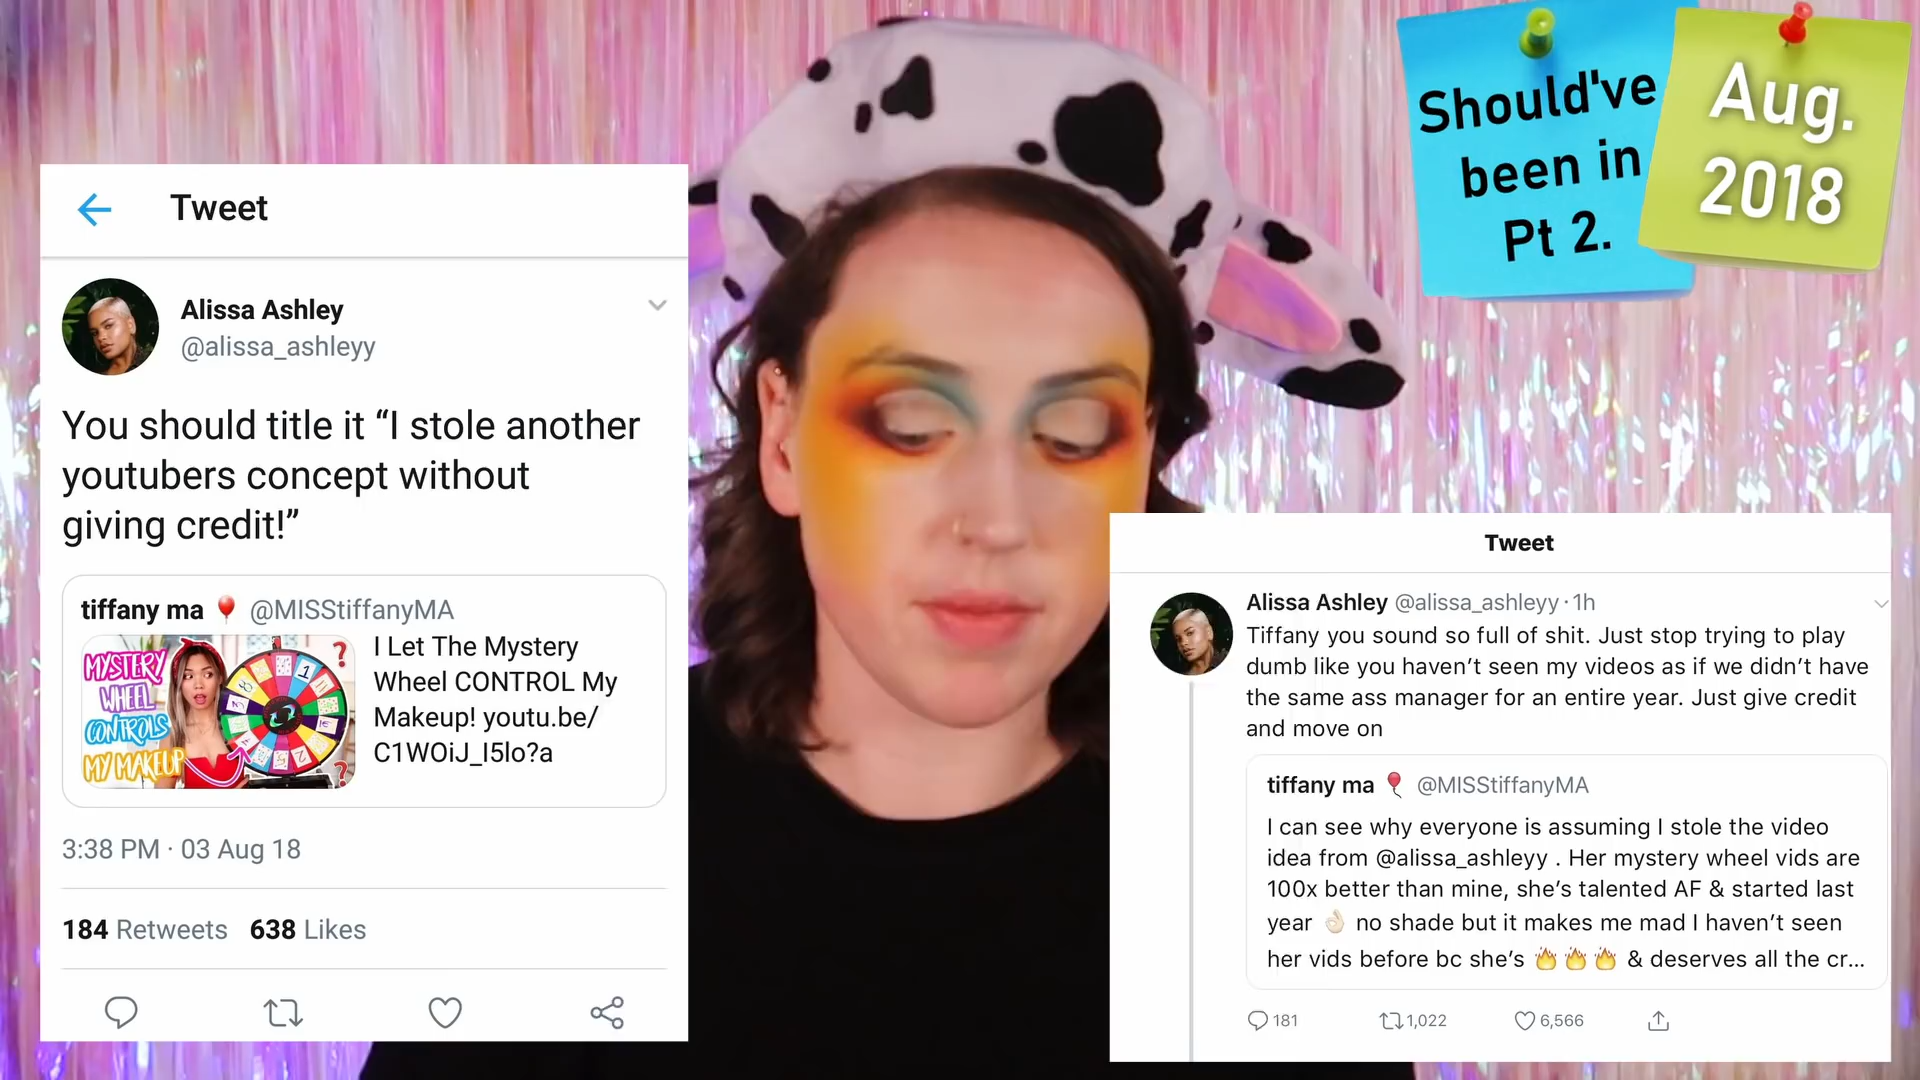 Should've
been in
Pt 2.
Aug.
2018
Tweet
Alissa Ashley
@alissa_ashleyy
You should title it “I stole another
youtubers concept without
giving credit!”
tiffany ma 🎈 @MISStiffanyMA
MYSTERY
WHEEL
CONTROLS
MY MAKEUP
I Let The Mystery
Wheel CONTROL My
Makeup! youtu.be/
C1WOiJ_I5lo?a
3:38 PM · 03 Aug 18
184 Retweets 638 Likes
Tweet
Alissa Ashley @alissa_ashleyy · 1h
Tiffany you sound so full of shit. Just stop trying to play
dumb like you haven’t seen my videos as if we didn’t have
the same ass manager for an entire year. Just give credit
and move on
tiffany ma 🎈 @MISStiffanyMA
I can see why everyone is assuming I stole the video
idea from @alissa_ashleyy . Her mystery wheel vids are
100x better than mine, she’s talented AF & started last
year 👌🏻 no shade but it makes me mad I haven’t seen
her vids before bc she’s 🔥🔥🔥 & deserves all the cr...
181 1,022 6,566